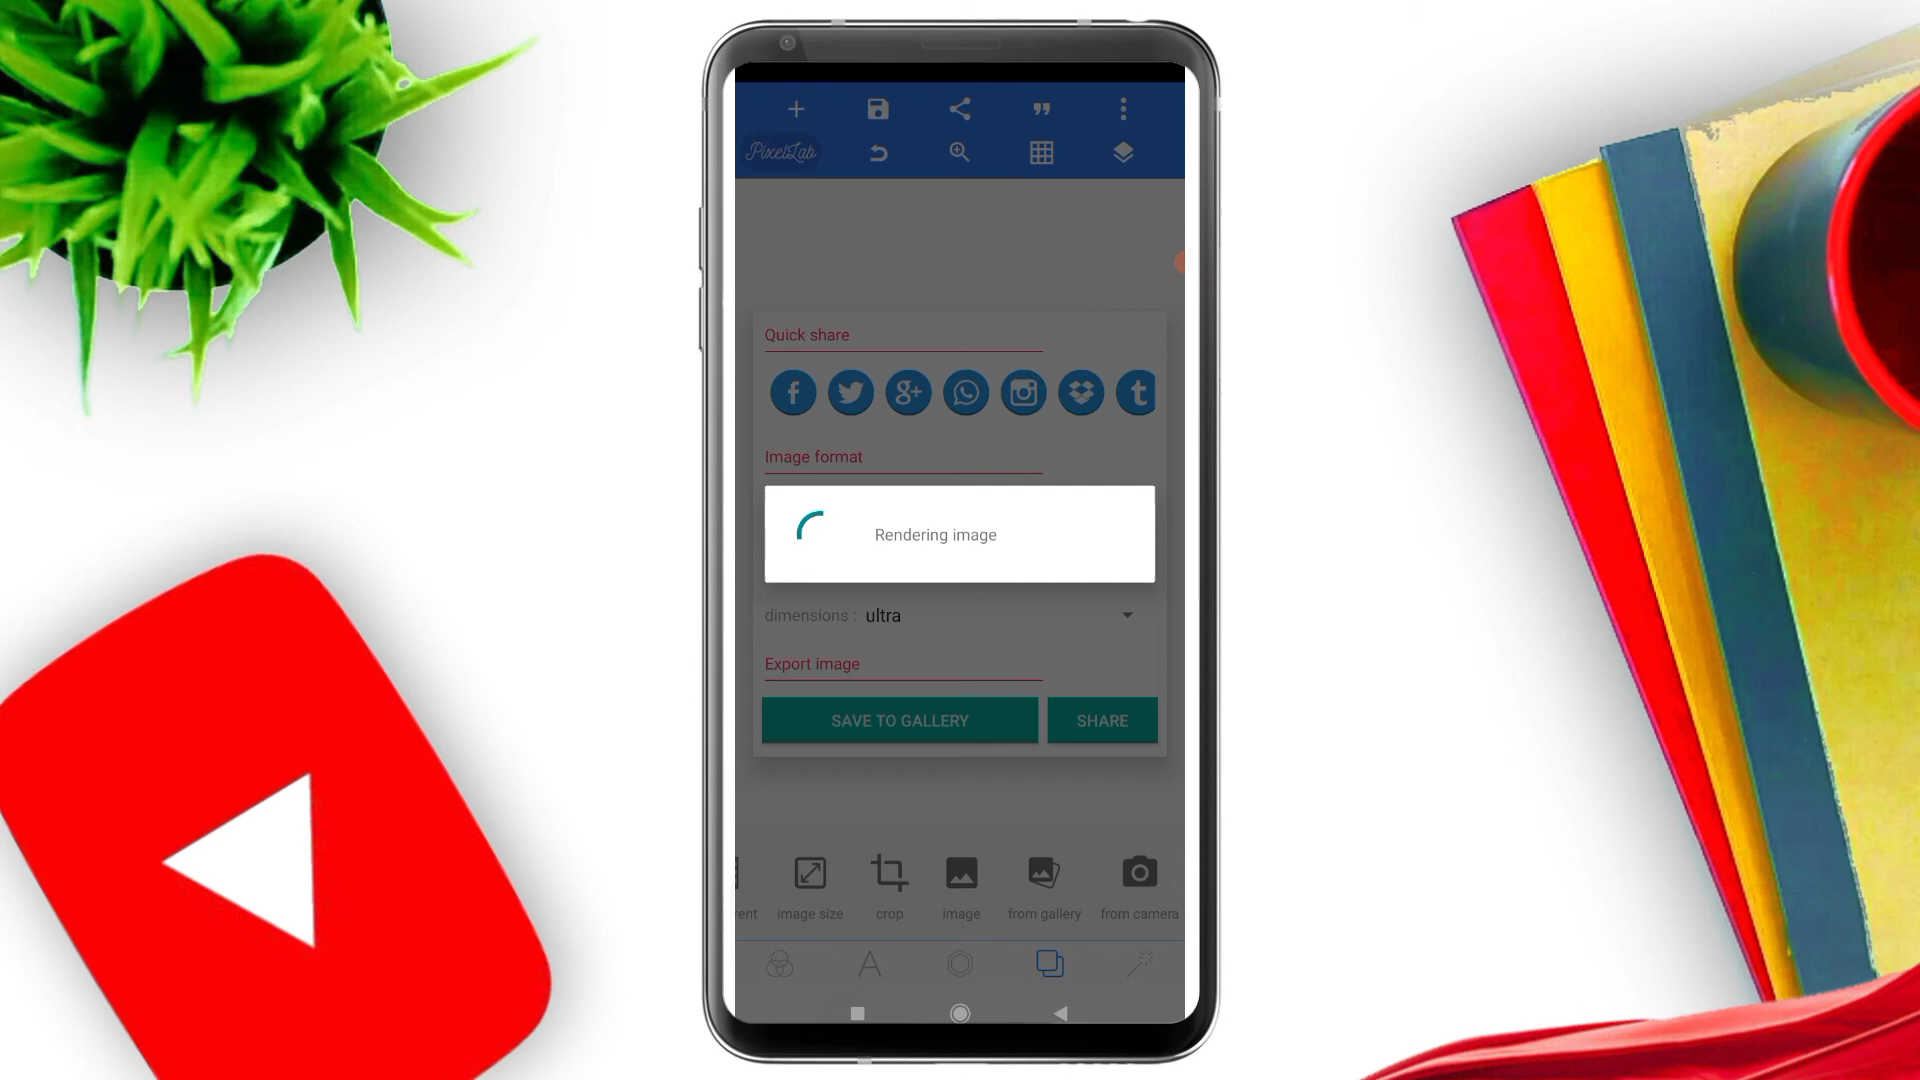 PixelLab
Quick share
Image format
Rendering image
dimensions : ultra
Export image
SAVE TO GALLERY SHARE
rent image size crop image from gallery from camera